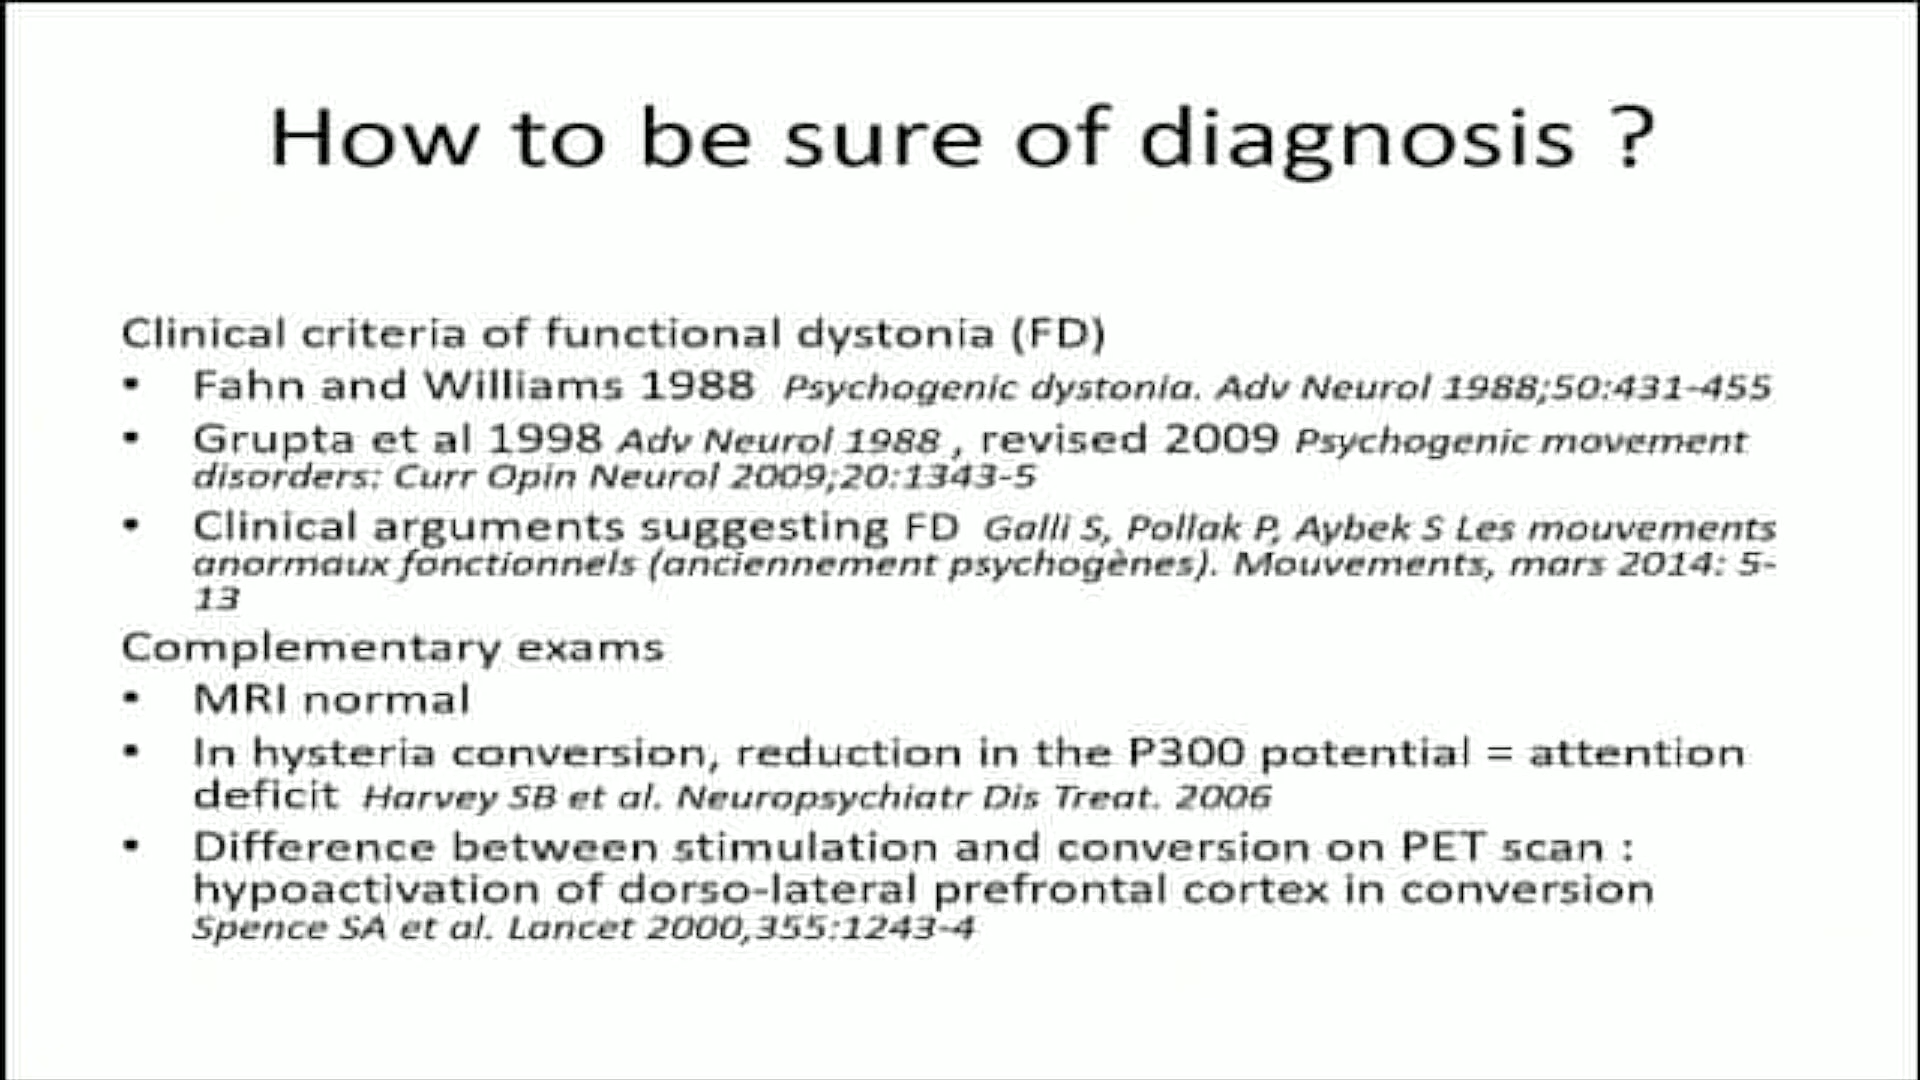 How to be sure of diagnosis ?
Clinical criteria of functional dystonia (FD)
• Fahn and Williams 1988 Psychogenic dystonia. Adv Neurol 1988;50:431-455
• Grupta et al 1998 Adv Neurol 1988 , revised 2009 Psychogenic movement
disorders: Curr Opin Neurol 2009;20:1343-5
• Clinical arguments suggesting FD Galli S, Pollak P, Aybek S Les mouvements
anormaux fonctionnels (anciennement psychogènes). Mouvements, mars 2014: 5-
13
Complementary exams
• MRI normal
• In hysteria conversion, reduction in the P300 potential = attention
deficit Harvey SB et al. Neuropsychiatr Dis Treat. 2006
• Difference between stimulation and conversion on PET scan :
hypoactivation of dorso-lateral prefrontal cortex in conversion
Spence SA et al. Lancet 2000,355:1243-4